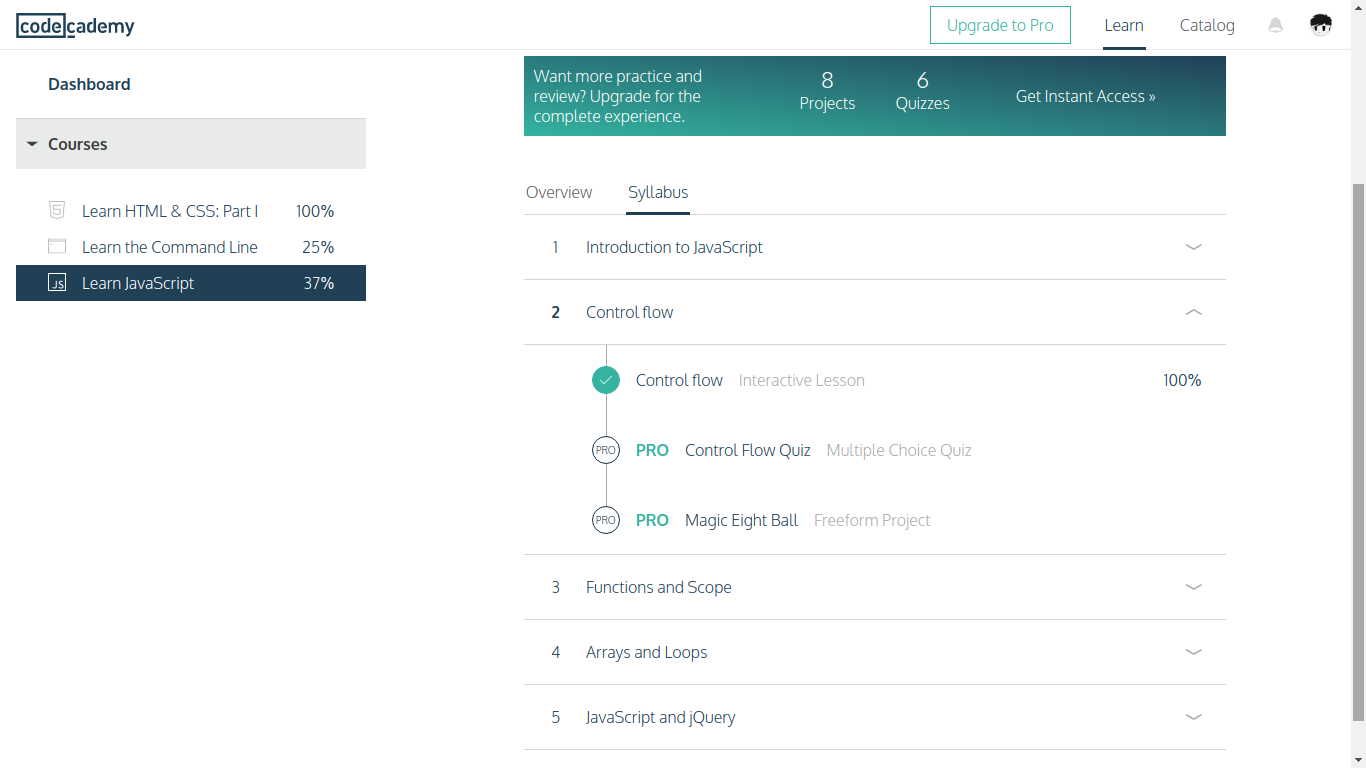 codecademy
Upgrade to Pro
Learn
Catalog
Dashboard
Courses
Learn HTML & CSS: Part I 100%
Learn the Command Line 25%
JS Learn JavaScript 37%
Want more practice and
review? Upgrade for the
complete experience.
8
Projects
6
Quizzes
Get Instant Access »
Overview
Syllabus
1 Introduction to JavaScript
2 Control flow
Control flow Interactive Lesson 100%
PRO PRO Control Flow Quiz Multiple Choice Quiz
PRO PRO Magic Eight Ball Freeform Project
3 Functions and Scope
4 Arrays and Loops
5 JavaScript and jQuery